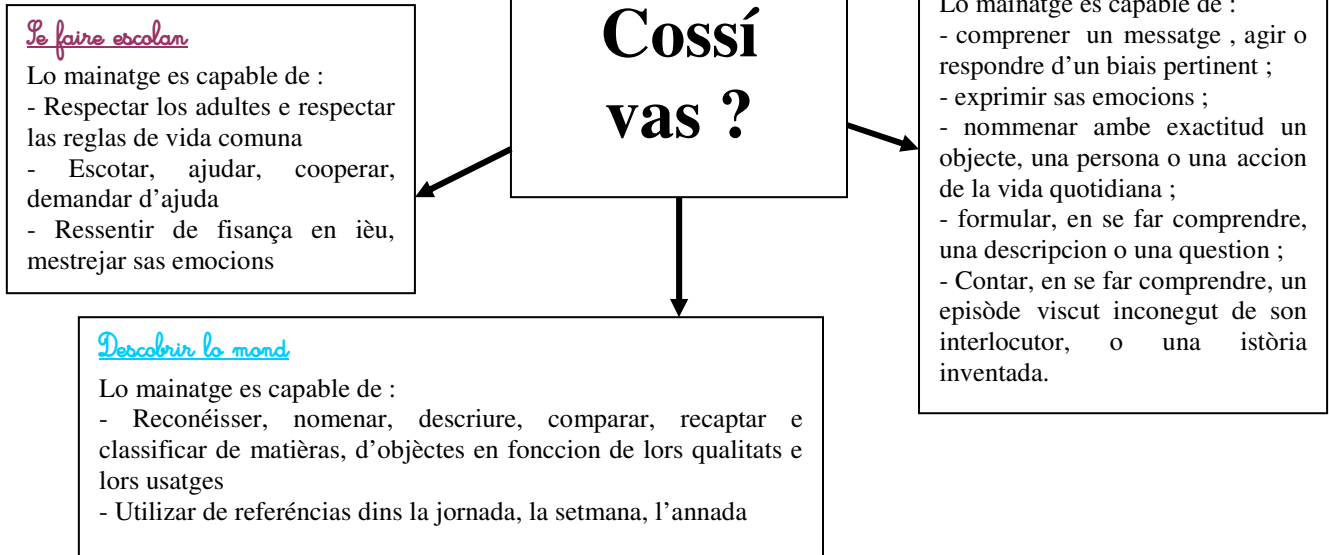 Se faire escolan
Lo mainatge es capable de :
- Respectar los adultes e respectar
las reglas de vida comuna
- Escotar, ajudar, cooperar,
demandar d’ajuda
- Ressentir de fisança en ièu,
mestrejar sas emocions
Cossí
vas ?
Lo mainatge es capable de :
- comprener un messatge , agir o
respondre d’un biais pertinent ;
- exprimir sas emocions ;
- nommenar ambe exactitud un
objecte, una persona o una accion
de la vida quotidiana ;
- formular, en se far comprendre,
una descripcion o una question ;
- Contar, en se far comprendre, un
episòde viscut inconegut de son
interlocutor, o una istòria
inventada.
Descobrir lo mond
Lo mainatge es capable de :
- Reconéisser, nomenar, descriure, comparar, recaptar e
classificar de matièras, d’objèctes en fonccion de lors qualitats e
lors usatges
- Utilizar de referéncias dins la jornada, la setmana, l’annada